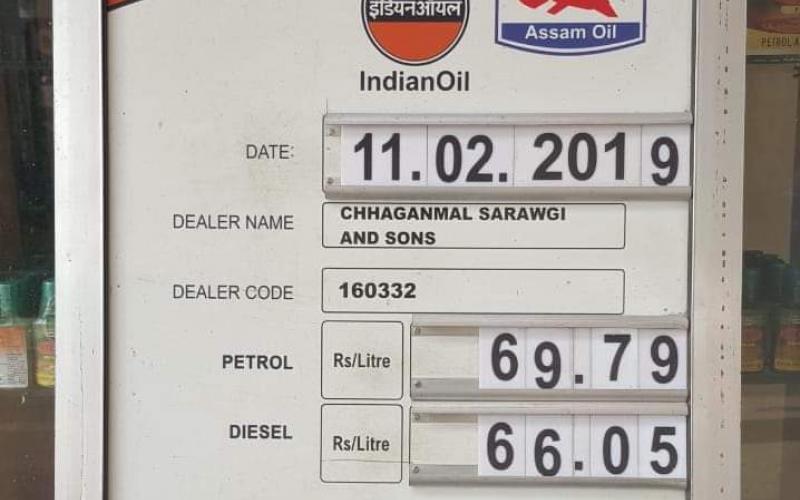 इंडियनऑयल
Assam Oil
IndianOil
DATE: 11.02.2019
DEALER NAME CHHAGANMAL SARAWGI
AND SONS
DEALER CODE 160332
PETROL Rs/Litre 69.79
DIESEL Rs/Litre 66.05